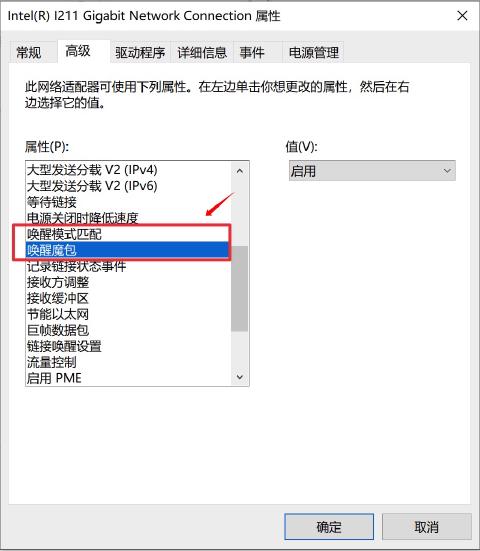 Intel(R) I211 Gigabit Network Connection 属性
常规 高级 驱动程序 详细信息 事件 电源管理
此网络适配器可使用下列属性。在左边单击你想更改的属性，然后在右
边选择它的值。
属性(P):
值(V):
大型发送分载 V2 (IPv4)
启用
大型发送分载 V2 (IPv6)
等待链接
电源关闭时降低速度
唤醒模式匹配
唤醒魔包
记录链接状态事件
接收方调整
接收缓冲区
节能以太网
巨帧数据包
链接唤醒设置
流量控制
启用 PME
确定 取消